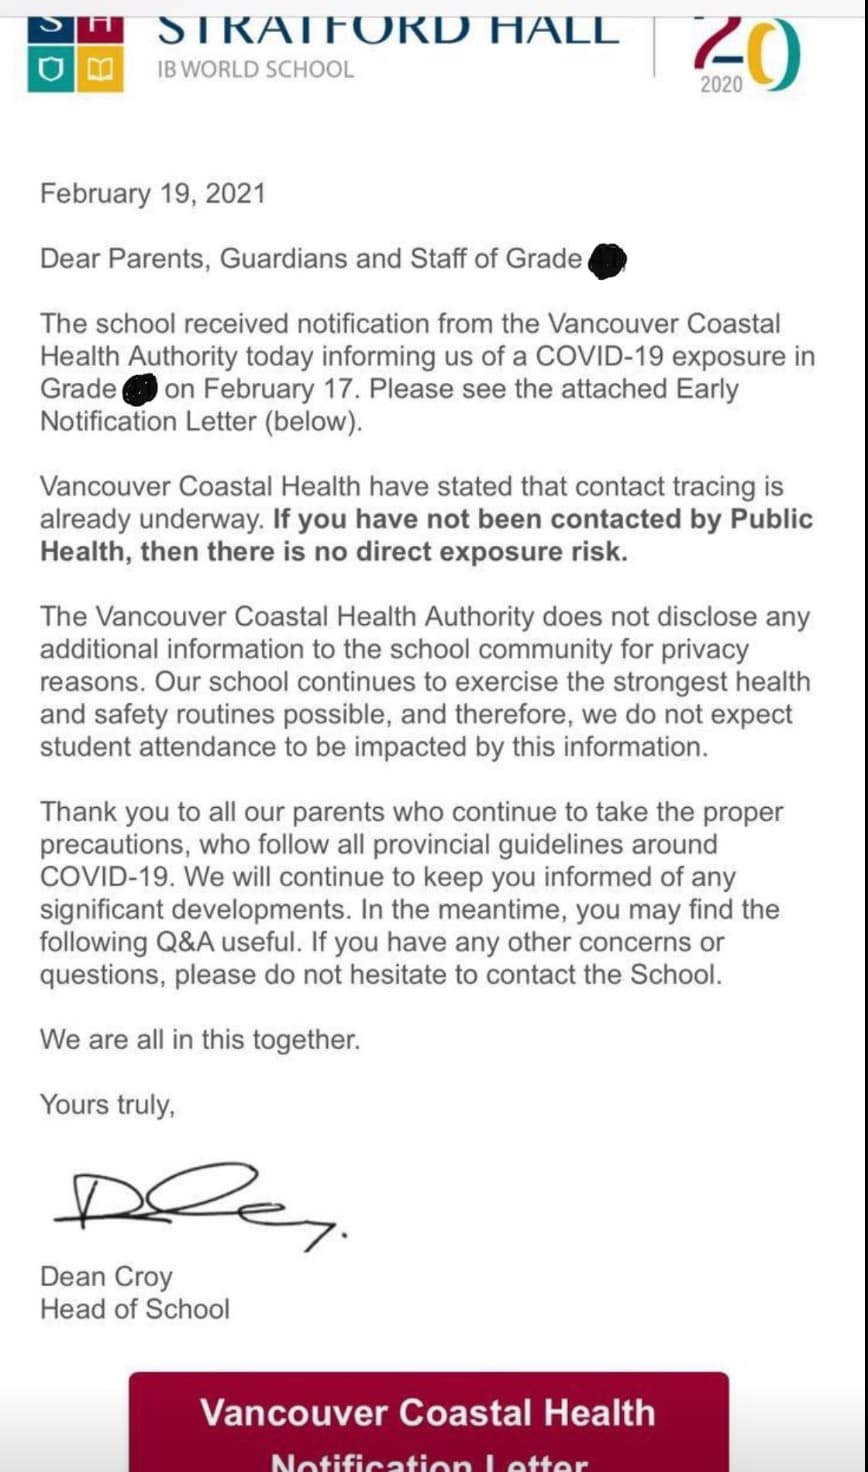 S H
STRATFORD HALL
IB WORLD SCHOOL
20
2020
February 19, 2021
Dear Parents, Guardians and Staff of Grade
The school received notification from the Vancouver Coastal
Health Authority today informing us of a COVID-19 exposure in
Grade on February 17. Please see the attached Early
Notification Letter (below).
Vancouver Coastal Health have stated that contact tracing is
already underway. If you have not been contacted by Public
Health, then there is no direct exposure risk.
The Vancouver Coastal Health Authority does not disclose any
additional information to the school community for privacy
reasons. Our school continues to exercise the strongest health
and safety routines possible, and therefore, we do not expect
student attendance to be impacted by this information.
Thank you to all our parents who continue to take the proper
precautions, who follow all provincial guidelines around
COVID-19. We will continue to keep you informed of any
significant developments. In the meantime, you may find the
following Q&A useful. If you have any other concerns or
questions, please do not hesitate to contact the School.
We are all in this together.
Yours truly,
Dean Croy
Head of School
Vancouver Coastal Health
Notification Letter